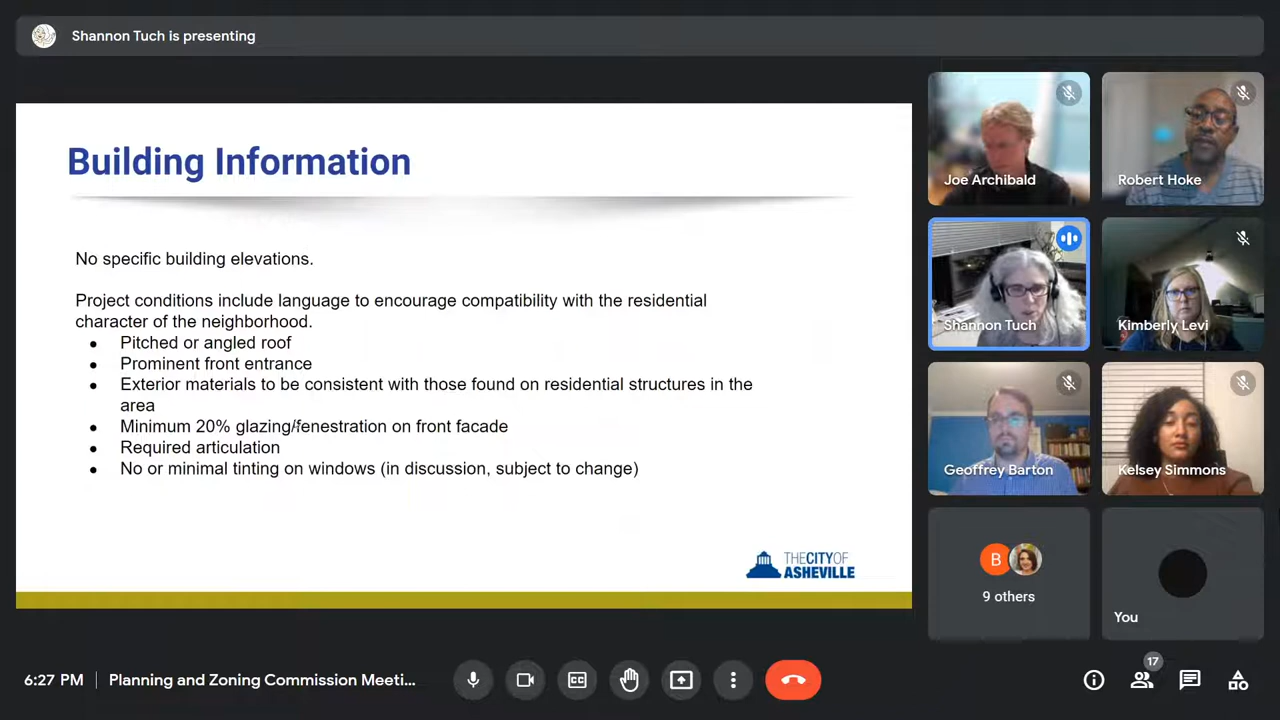 Shannon Tuch is presenting
Building Information
No specific building elevations.
Project conditions include language to encourage compatibility with the residential
character of the neighborhood.
● Pitched or angled roof
● Prominent front entrance
● Exterior materials to be consistent with those found on residential structures in the
area
● Minimum 20% glazing/fenestration on front facade
● Required articulation
● No or minimal tinting on windows (in discussion, subject to change)
THE CITY OF
ASHEVILLE
Joe Archibald
Robert Hoke
Shannon Tuch
Kimberly Levi
Geoffrey Barton
Kelsey Simmons
B
9 others
You
6:27 PM | Planning and Zoning Commission Meeti...
CC
17